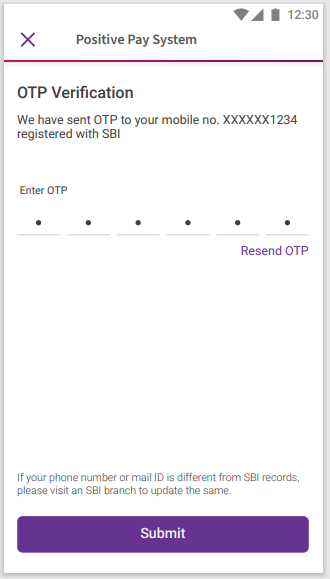 12:30
Positive Pay System
OTP Verification
We have sent OTP to your mobile no. XXXXXX1234
registered with SBI
Enter OTP
Resend OTP
If your phone number or mail ID is different from SBI records,
please visit an SBI branch to update the same.
Submit